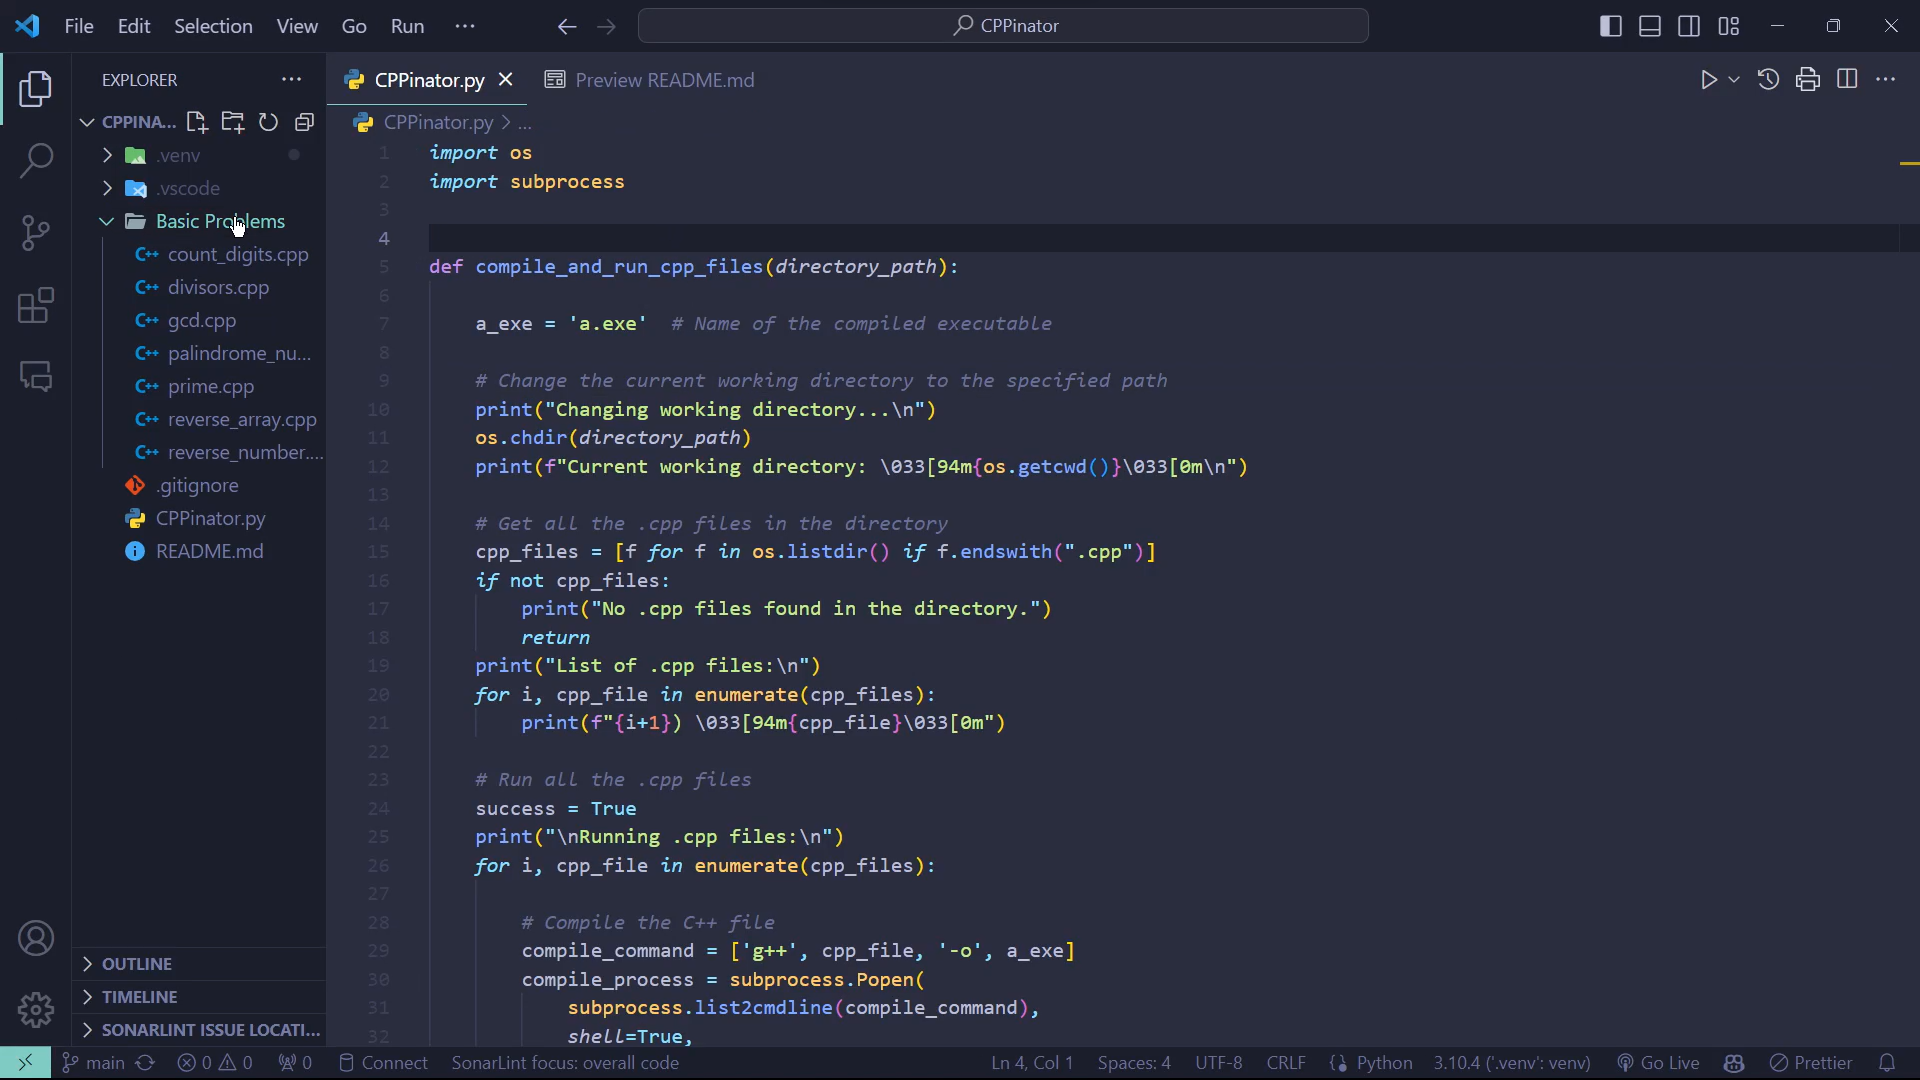 File Edit Selection View Go Run ··· CPPinator
EXPLORER ···
CPPINA...
.venv
.vscode
Basic Problems
count_digits.cpp
divisors.cpp
gcd.cpp
palindrome_nu...
prime.cpp
reverse_array.cpp
reverse_number....
.gitignore
CPPinator.py
README.md
OUTLINE
TIMELINE
SONARLINT ISSUE LOCATI...
CPPinator.py Preview README.md
CPPinator.py > ...
1 import os
2 import subprocess
3
4
5 def compile_and_run_cpp_files(directory_path):
6
7 a_exe = 'a.exe' # Name of the compiled executable
8
9 # Change the current working directory to the specified path
10 print("Changing working directory...\n")
11 os.chdir(directory_path)
12 print(f"Current working directory: \033[94m{os.getcwd()}\033[0m\n")
13
14 # Get all the .cpp files in the directory
15 cpp_files = [f for f in os.listdir() if f.endswith(".cpp")]
16 if not cpp_files:
17 print("No .cpp files found in the directory.")
18 return
19 print("List of .cpp files:\n")
20 for i, cpp_file in enumerate(cpp_files):
21 print(f"{i+1}) \033[94m{cpp_file}\033[0m")
22
23 # Run all the .cpp files
24 success = True
25 print("\nRunning .cpp files:\n")
26 for i, cpp_file in enumerate(cpp_files):
27
28 # Compile the C++ file
29 compile_command = ['g++', cpp_file, '-o', a_exe]
30 compile_process = subprocess.Popen(
31 subprocess.list2cmdline(compile_command),
32 shell=True,
main 0 0 0 Connect SonarLint focus: overall code Ln 4, Col 1 Spaces: 4 UTF-8 CRLF Python 3.10.4 ('.venv': venv) Go Live Prettier